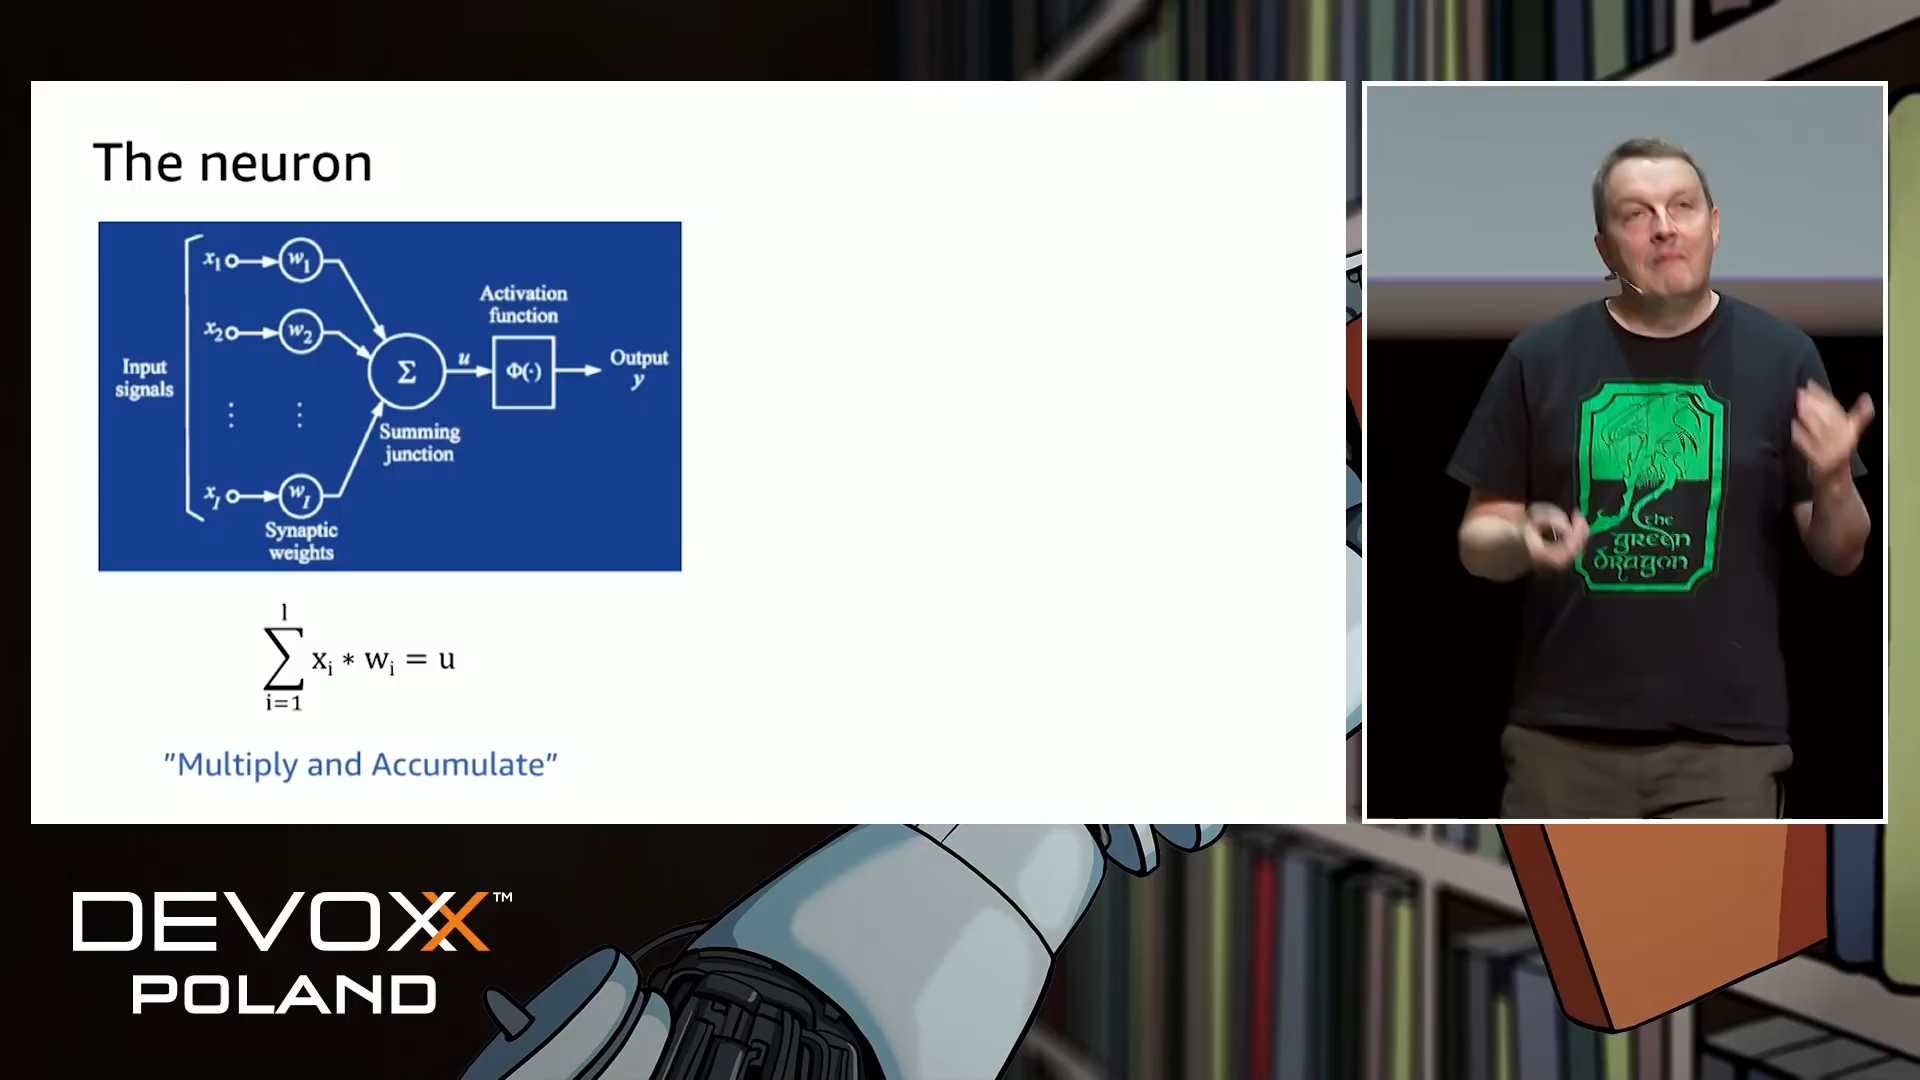 The neuron
x1
w1
x2
w2
Input
signals
⋮
⋮
xI
wI
Synaptic
weights
Σ
Summing
junction
u
Activation
function
Φ(·)
Output
y
I
∑ xi * wi = u
i=1
"Multiply and Accumulate"
the
green
dragon
DEVOXX™
POLAND